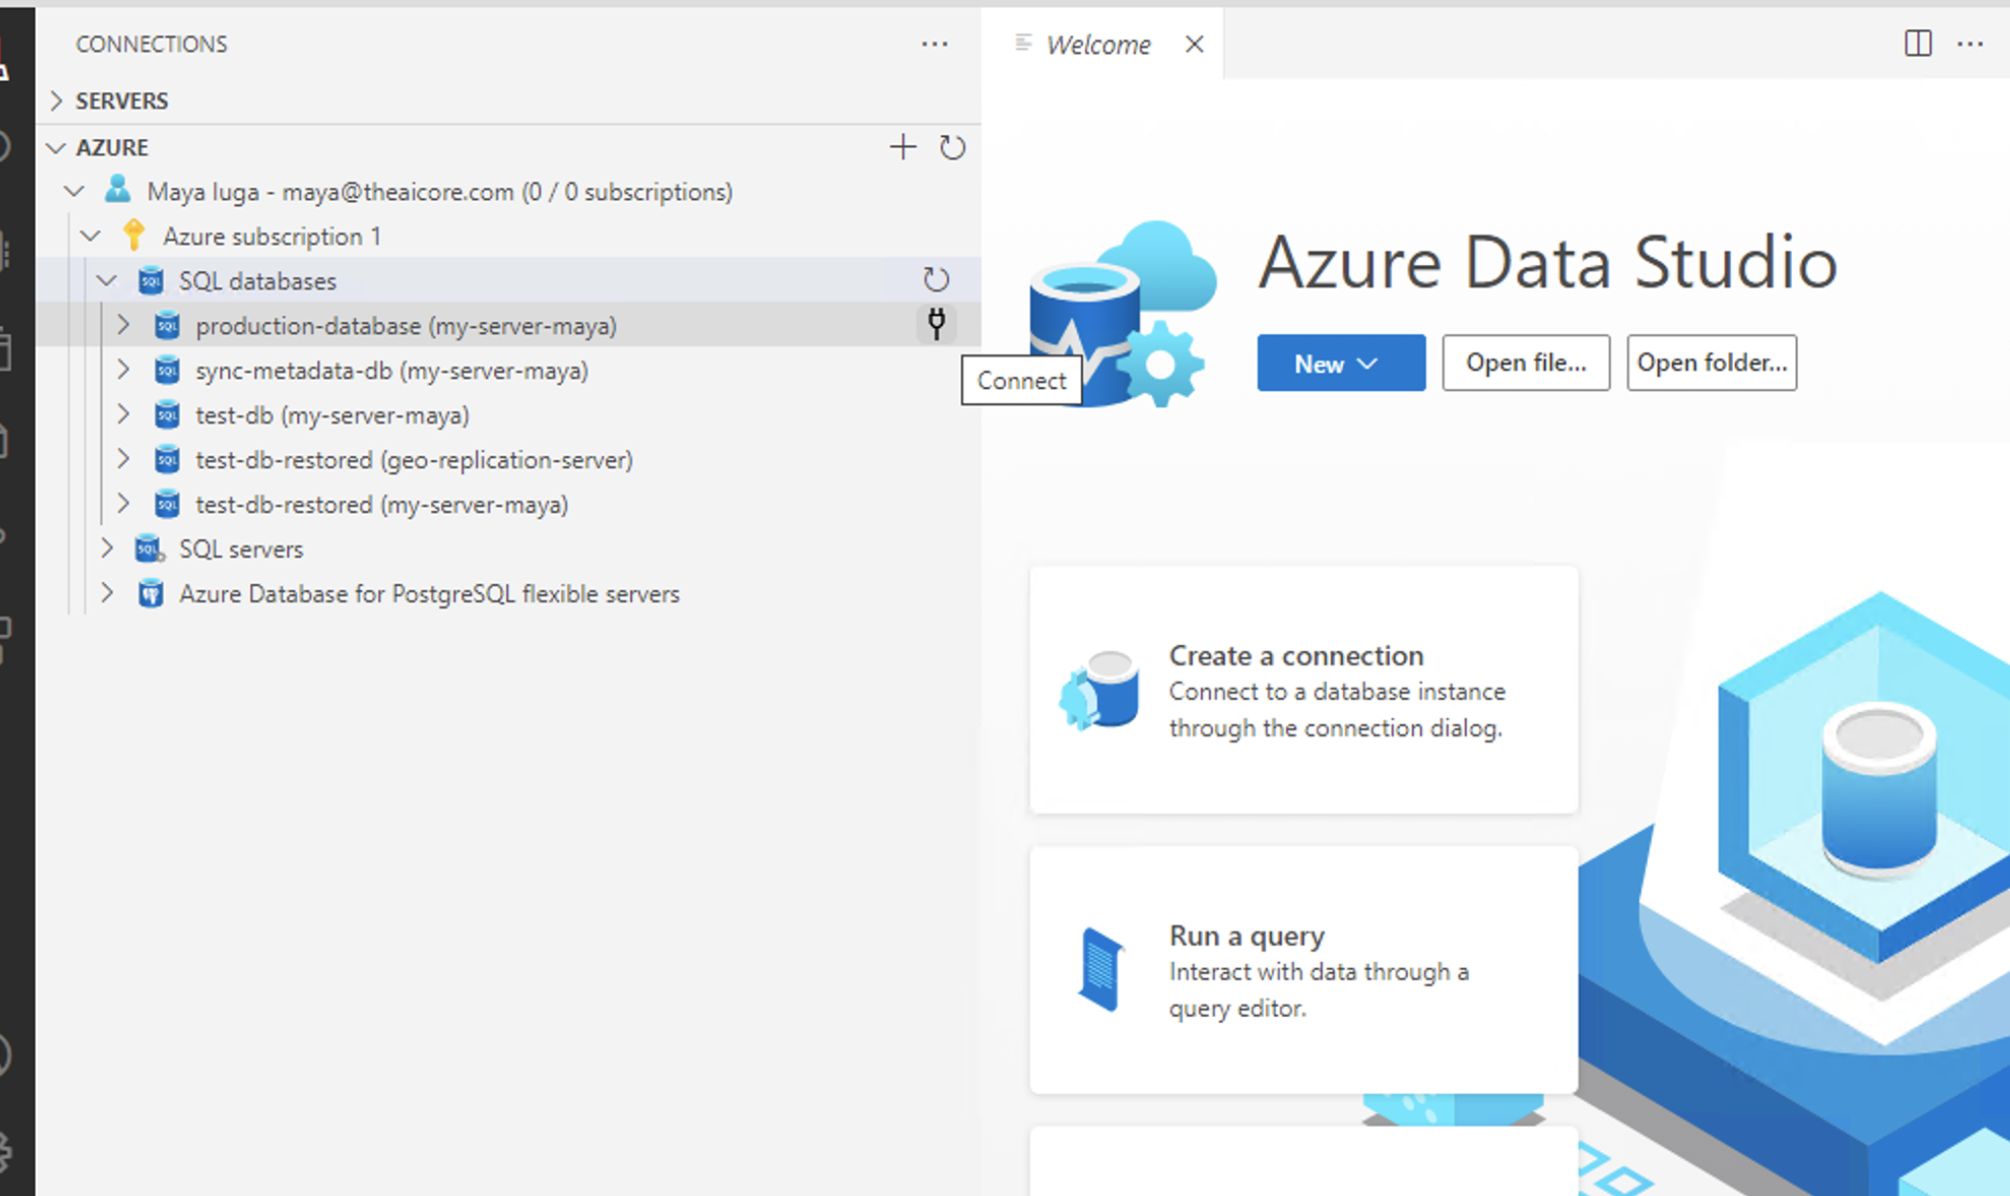 CONNECTIONS
SERVERS
AZURE
Maya Iuga - maya@theaicore.com (0 / 0 subscriptions)
Azure subscription 1
SQL databases
production-database (my-server-maya)
sync-metadata-db (my-server-maya)
test-db (my-server-maya)
test-db-restored (geo-replication-server)
test-db-restored (my-server-maya)
SQL servers
Azure Database for PostgreSQL flexible servers
Connect
Welcome
Azure Data Studio
New
Open file...
Open folder...
Create a connection
Connect to a database instance
through the connection dialog.
Run a query
Interact with data through a
query editor.